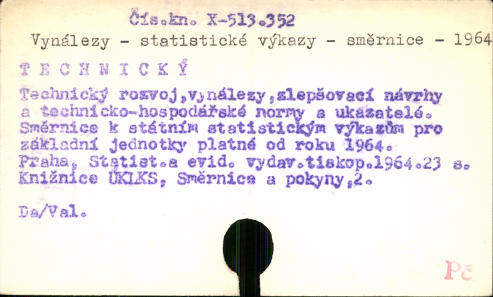 Čís.kn. X-513.352
Vynálezy - statistické výkazy - směrnice - 1964
TECHNICKÝ
Technický rozvoj,vynálezy,zlepšovací návrhy
a technicko-hospodářské normy a ukazatelé.
Směrnice k státním statistickým výkazům pro
základní jednotky platné od roku 1964.
Praha, Statist.a evid. vydav.tiskop.1964.23 s.
Knižnice ÚKLKS, Směrnice a pokyny,2.
Da/Val.
Pč